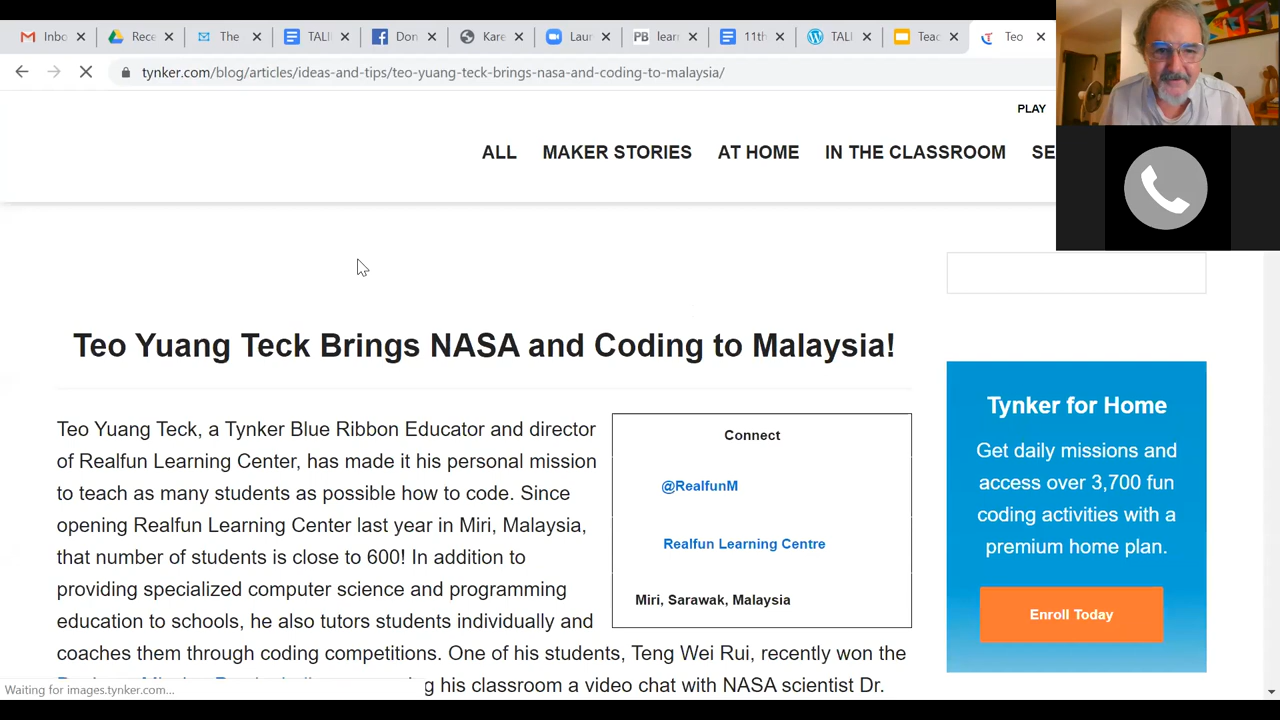 Inbo
Rece
The
TALI
Don
Kare
Laur
PB
lear
11th
TALI
Teac
Teo
tynker.com/blog/articles/ideas-and-tips/teo-yuang-teck-brings-nasa-and-coding-to-malaysia/
PLAY
ALL
MAKER STORIES
AT HOME
IN THE CLASSROOM
SE
Teo Yuang Teck Brings NASA and Coding to Malaysia!
Teo Yuang Teck, a Tynker Blue Ribbon Educator and director
of Realfun Learning Center, has made it his personal mission
to teach as many students as possible how to code. Since
opening Realfun Learning Center last year in Miri, Malaysia,
that number of students is close to 600! In addition to
providing specialized computer science and programming
education to schools, he also tutors students individually and
coaches them through coding competitions. One of his students, Teng Wei Rui, recently won the
g his classroom a video chat with NASA scientist Dr.
Connect
@RealfunM
Realfun Learning Centre
Miri, Sarawak, Malaysia
Tynker for Home
Get daily missions and
access over 3,700 fun
coding activities with a
premium home plan.
Enroll Today
Waiting for images.tynker.com...